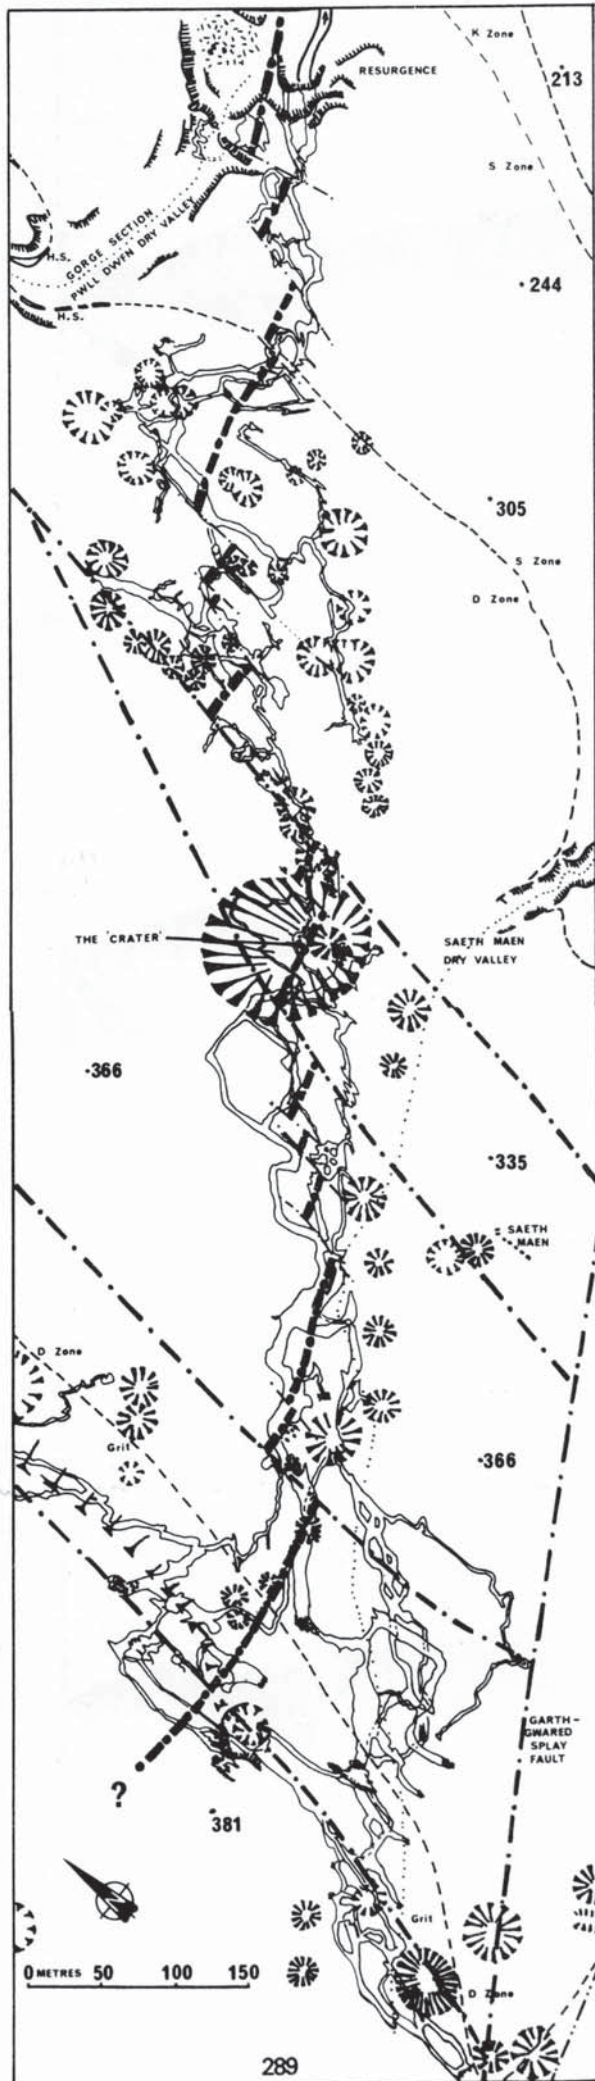 K Zone
213
RESURGENCE
S Zone
GORGE SECTION
PWLL DWFN DRY VALLEY
H.S.
244
H.S.
305
S Zone
D Zone
THE 'CRATER'
SAETH MAEN
DRY VALLEY
366
335
SAETH
MAEN
D Zone
Grit
366
GARTH-
GWARED
SPLAY
FAULT
?
381
Grit
0 METRES 50 100 150
D Zone
289